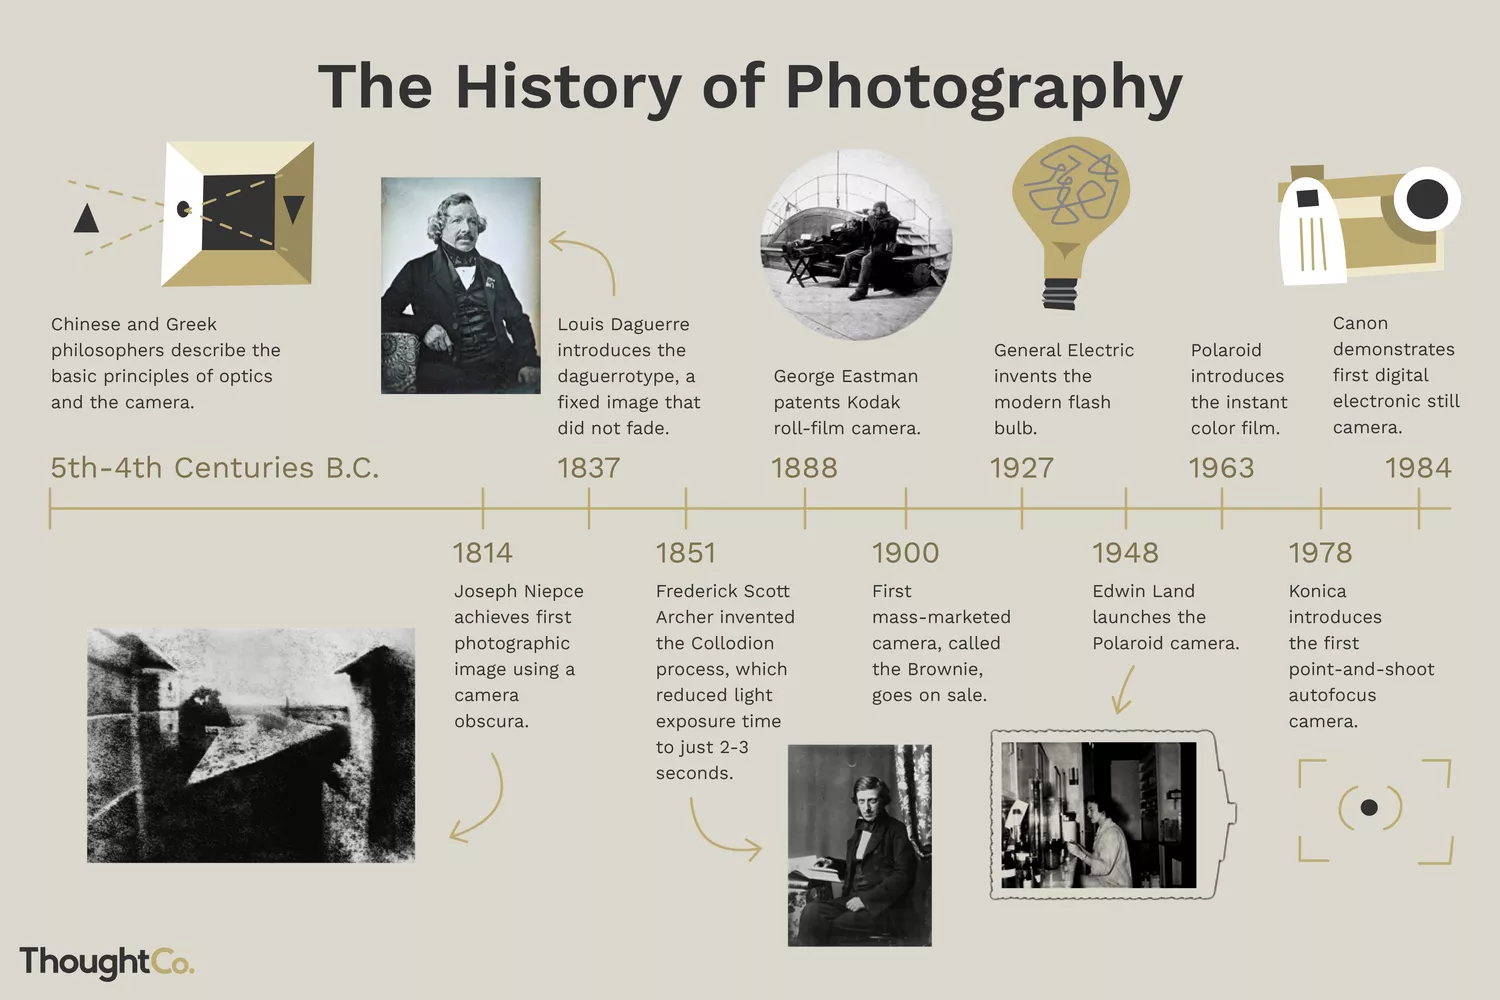 The History of Photography
Chinese and Greek
philosophers describe the
basic principles of optics
and the camera.
5th-4th Centuries B.C.
Joseph Niepce
achieves first
photographic
image using a
camera
obscura.
1814
Louis Daguerre
introduces the
daguerrotype, a
fixed image that
did not fade.
1837
1851
Frederick Scott
Archer invented
the Collodion
process, which
reduced light
exposure time
to just 2-3
seconds.
George Eastman
patents Kodak
roll-film camera.
1888
1900
First
mass-marketed
camera, called
the Brownie,
goes on sale.
General Electric
invents the
modern flash
bulb.
1927
1948
Edwin Land
launches the
Polaroid camera.
Polaroid
introduces
the instant
color film.
1963
1978
Konica
introduces
the first
point-and-shoot
autofocus
camera.
Canon
demonstrates
first digital
electronic still
camera.
1984
ThoughtCo.